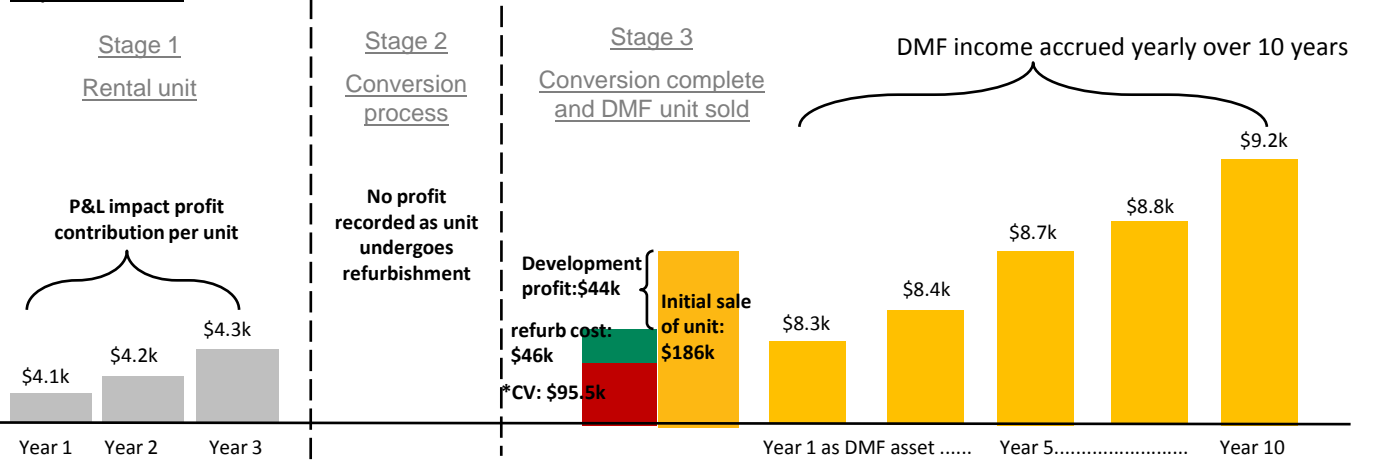 Stage 1
Rental unit
P&L impact profit
contribution per unit
$4.1k
$4.2k
$4.3k
Year 1
Year 2
Year 3
Stage 2
Conversion
process
No profit
recorded as unit
undergoes
refurbishment
Stage 3
Conversion complete
and DMF unit sold
Development
profit:$44k
refurb cost:
$46k
*CV: $95.5k
Initial sale
of unit:
$186k
DMF income accrued yearly over 10 years
$8.3k
$8.4k
$8.7k
$8.8k
$9.2k
Year 1 as DMF asset ......
Year 5.......................
Year 10